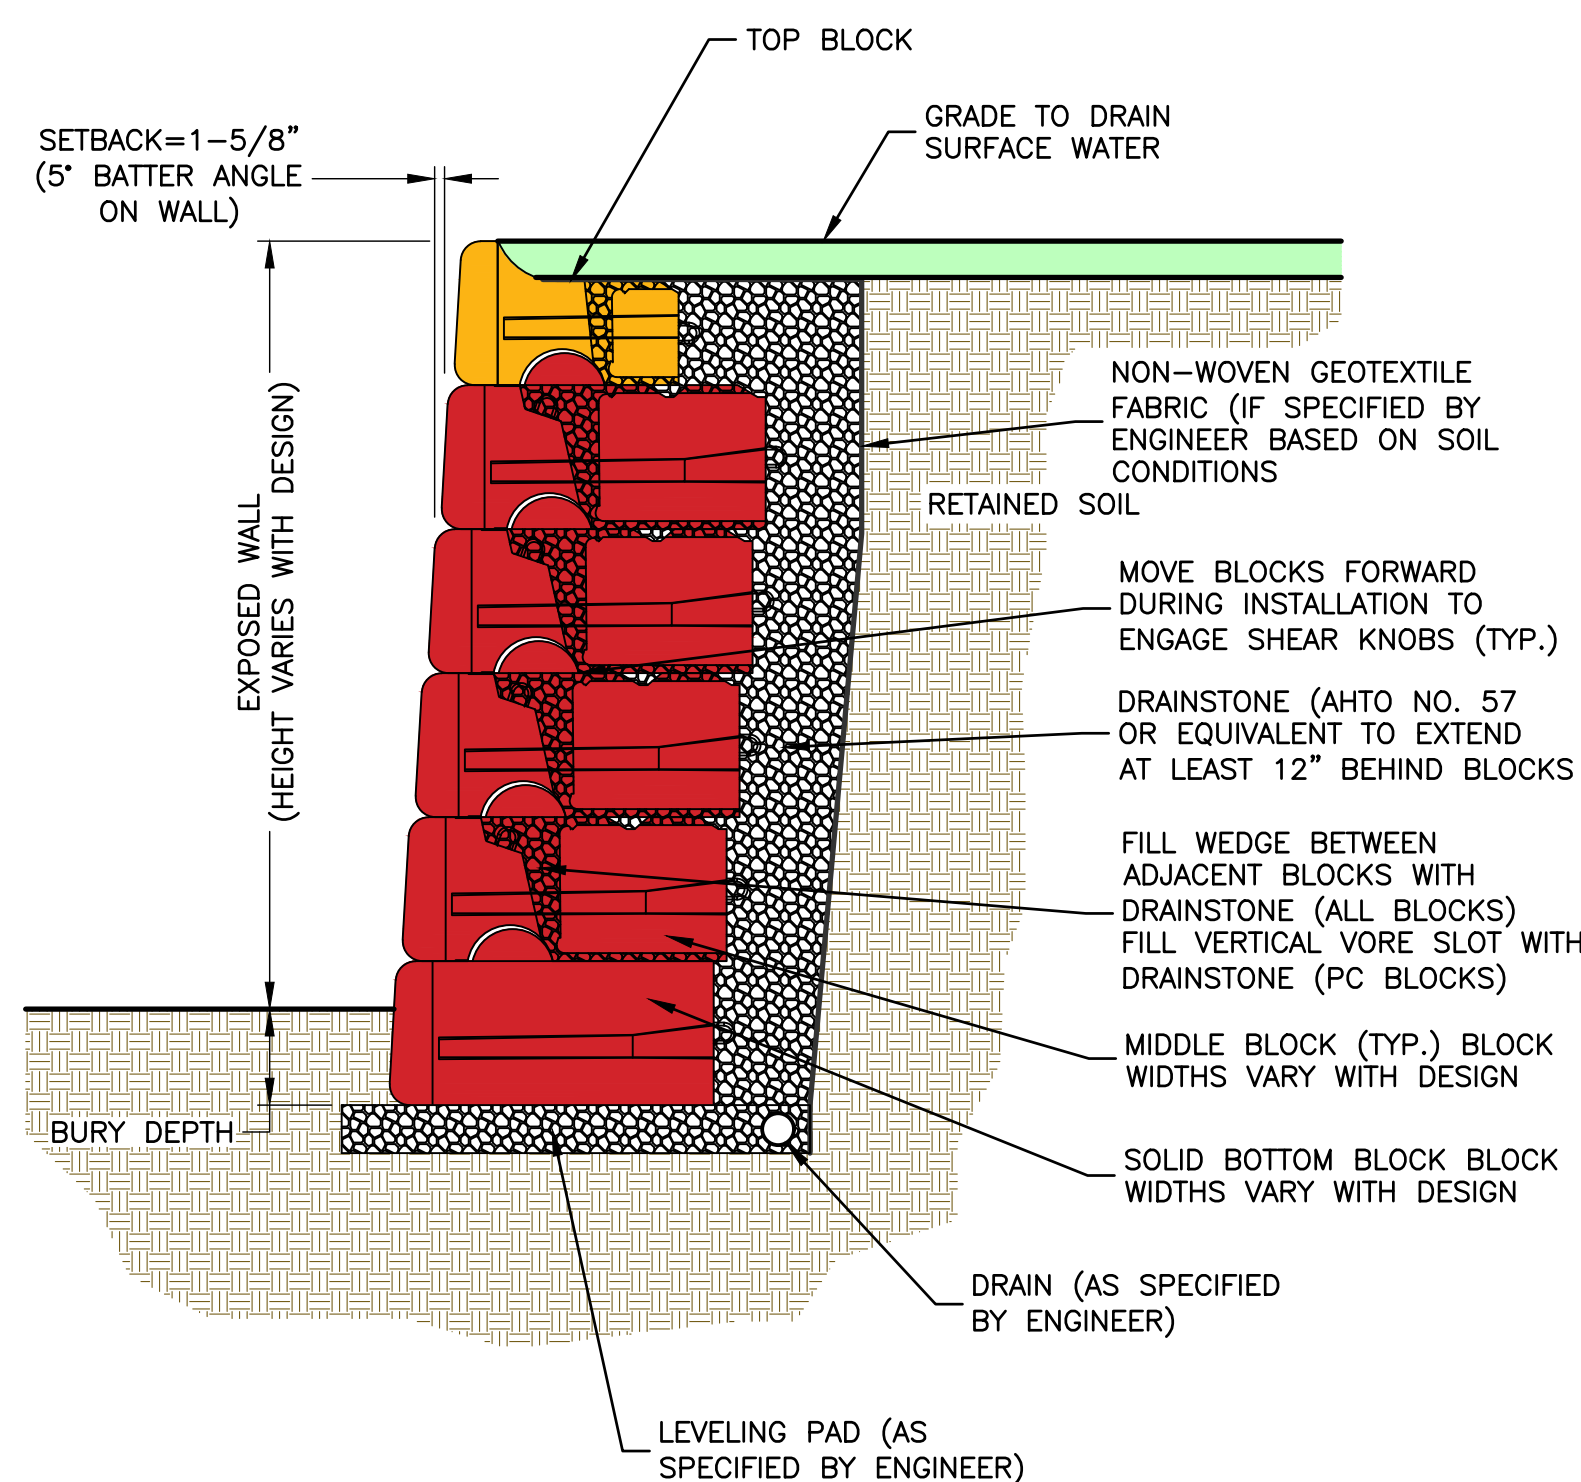 TOP BLOCK
GRADE TO DRAIN
SURFACE WATER
SETBACK=1-5/8"
(5° BATTER ANGLE
ON WALL)
EXPOSED WALL
(HEIGHT VARIES WITH DESIGN)
NON-WOVEN GEOTEXTILE
FABRIC (IF SPECIFIED BY
ENGINEER BASED ON SOIL
CONDITIONS
RETAINED SOIL
MOVE BLOCKS FORWARD
DURING INSTALLATION TO
ENGAGE SHEAR KNOBS (TYP.)
DRAINSTONE (AHTO NO. 57
OR EQUIVALENT TO EXTEND
AT LEAST 12" BEHIND BLOCKS
FILL WEDGE BETWEEN
ADJACENT BLOCKS WITH
DRAINSTONE (ALL BLOCKS)
FILL VERTICAL VORE SLOT WITH
DRAINSTONE (PC BLOCKS)
MIDDLE BLOCK (TYP.) BLOCK
WIDTHS VARY WITH DESIGN
BURY DEPTH
SOLID BOTTOM BLOCK BLOCK
WIDTHS VARY WITH DESIGN
DRAIN (AS SPECIFIED
BY ENGINEER)
LEVELING PAD (AS
SPECIFIED BY ENGINEER)